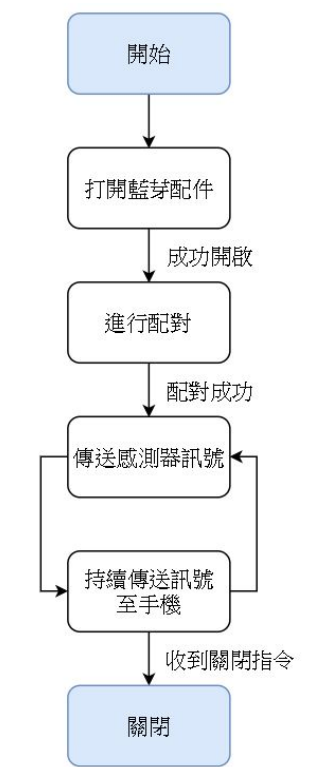 開始
打開藍芽配件
成功開啟
進行配對
配對成功
傳送感測器訊號
持續傳送訊號
至手機
收到關閉指令
關閉